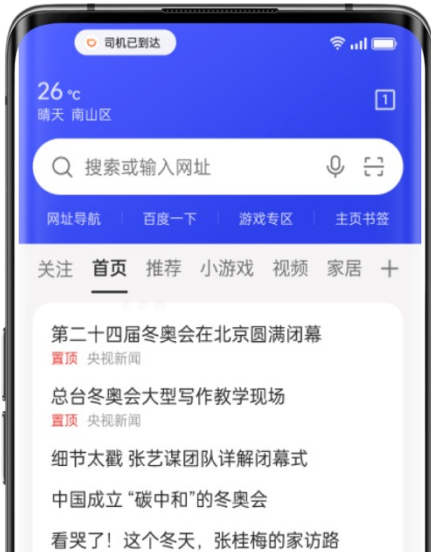 司机已到达
26℃
晴天 南山区
1
搜索或输入网址
网址导航 百度一下 游戏专区 主页书签
关注 首页 推荐 小游戏 视频 家居 +
第二十四届冬奥会在北京圆满闭幕
置顶 央视新闻
总台冬奥会大型写作教学现场
置顶 央视新闻
细节太戳 张艺谋团队详解闭幕式
中国成立 “碳中和”的冬奥会
看哭了！这个冬天，张桂梅的家访路